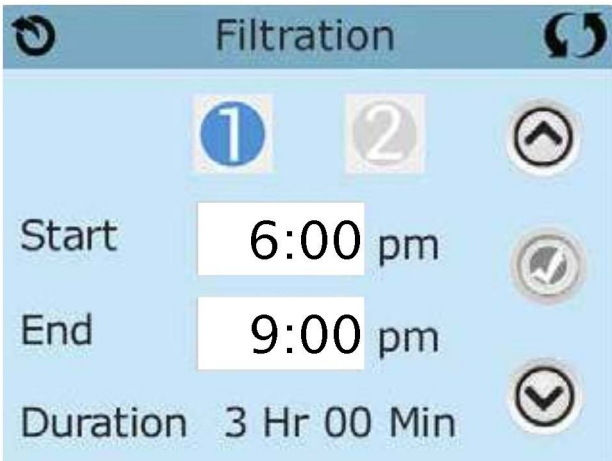 Filtration
1 2
Start 6:00 pm
End 9:00 pm
Duration 3 Hr 00 Min